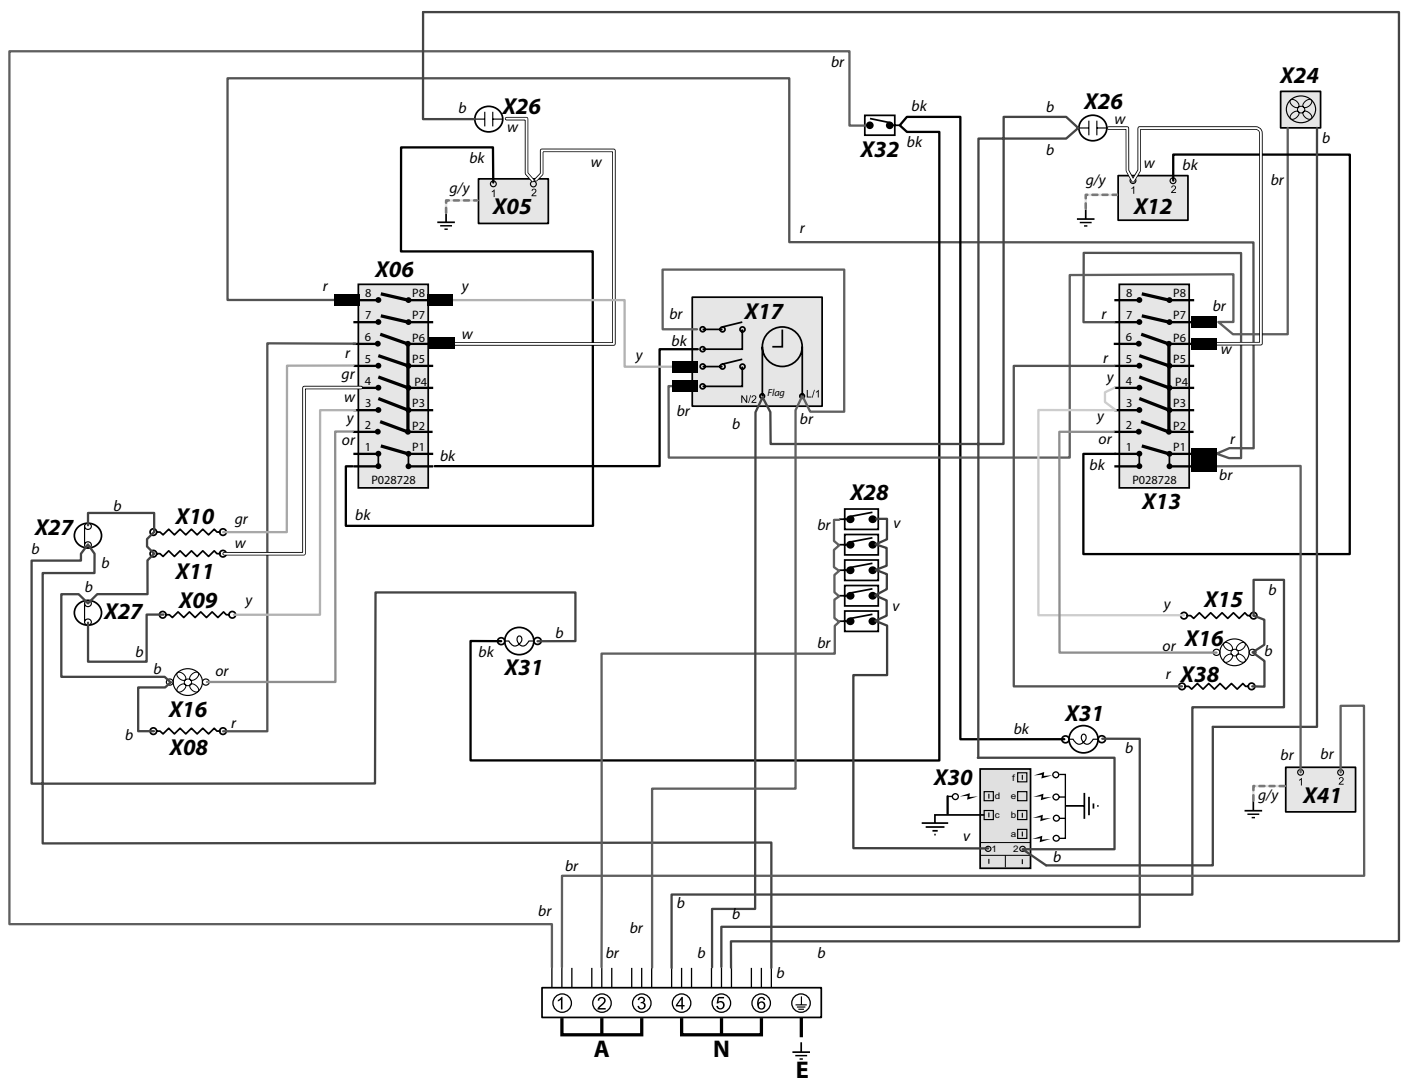 br
X24
b
X26
w
bk
X32
bk
b
X26
w
b
w
b
bk
w
g/y
1
2
X05
g/y
1
2
X12
bk
br
r
X06
r
8
P8
y
7
P7
6
P6
w
r
5
P5
gr
4
P4
w
3
P3
y
2
P2
or
1
P1
bk
P028728
bk
X17
br
bk
y
br
N/2
Flag
L/1
b
br
8
P8
br
r
7
P7
6
P6
w
r
5
P5
y
4
P4
3
P3
y
2
P2
or
1
P1
r
bk
br
P028728
X13
X28
br
v
v
br
b
X27
b
b
X10
gr
w
X11
b
X27
X09
y
b
b
or
X16
b
r
X08
bk
b
X31
y
X15
b
X16
or
b
r
X38
X31
bk
b
X30
f
d
e
c
b
a
v
1
2
b
br
br
1
2
g/y
X41
br
b
br
b
br
br
b
b
b
1
2
3
4
5
6
A
N
E